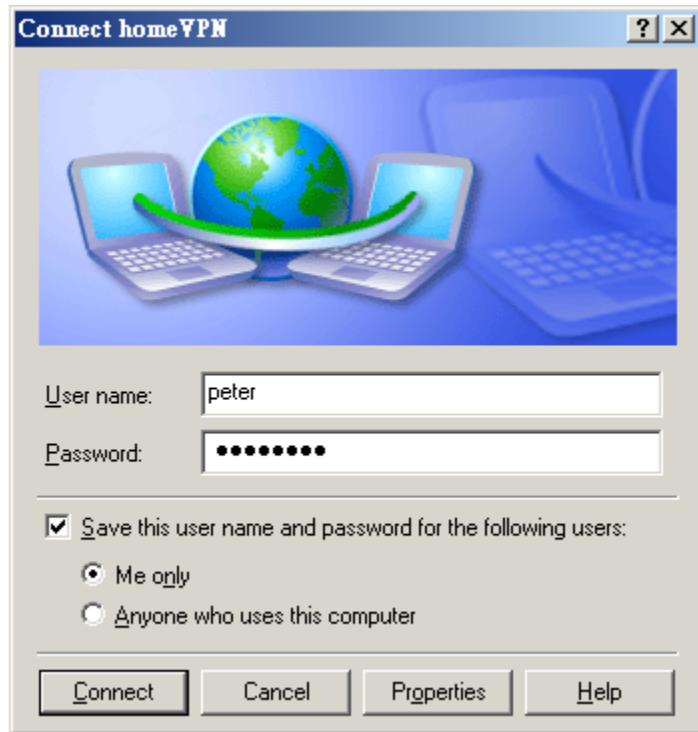 Connect homeVPN
User name: peter
Password: ●●●●●●●●
Save this user name and password for the following users:
Me only
Anyone who uses this computer
Connect Cancel Properties Help